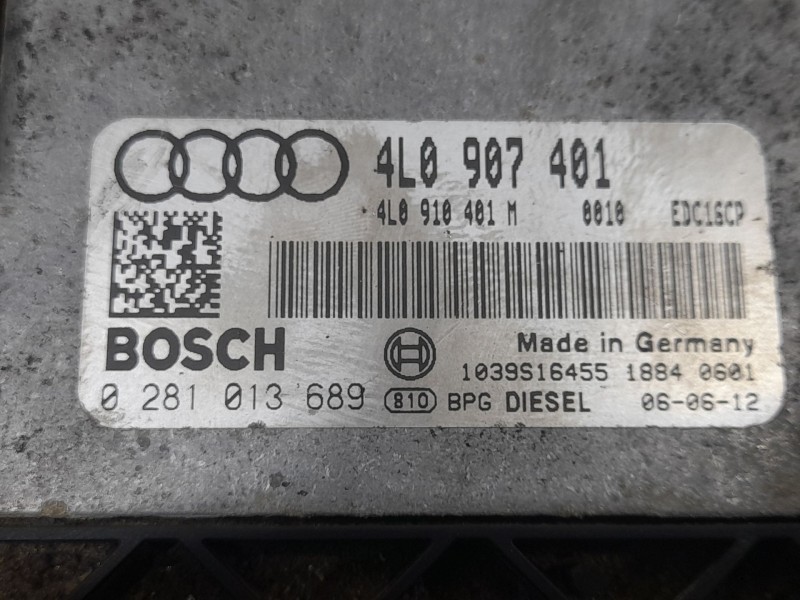 4L0 907 401
4L0 910 401 M 0010 EDC16CP
BOSCH
Made in Germany
1039S16455 1884 0601
0 281 013 689 810 BPG DIESEL 06-06-12